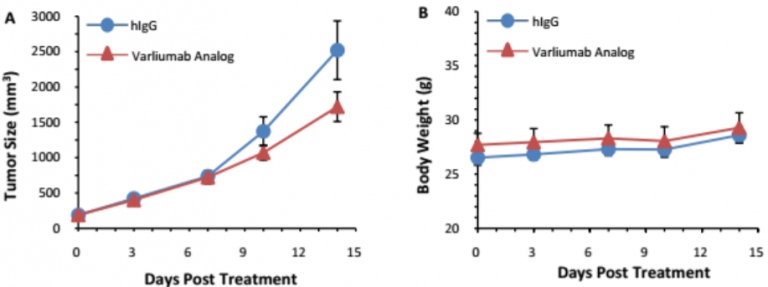 A
Tumor Size (mm³)
3000
2500
2000
1500
1000
500
0
hIgG
Varliumab Analog
0 3 6 9 12 15
Days Post Treatment
B
Body Weight (g)
40
35
30
25
20
hIgG
Varliumab Analog
0 3 6 9 12 15
Days Post Treatment